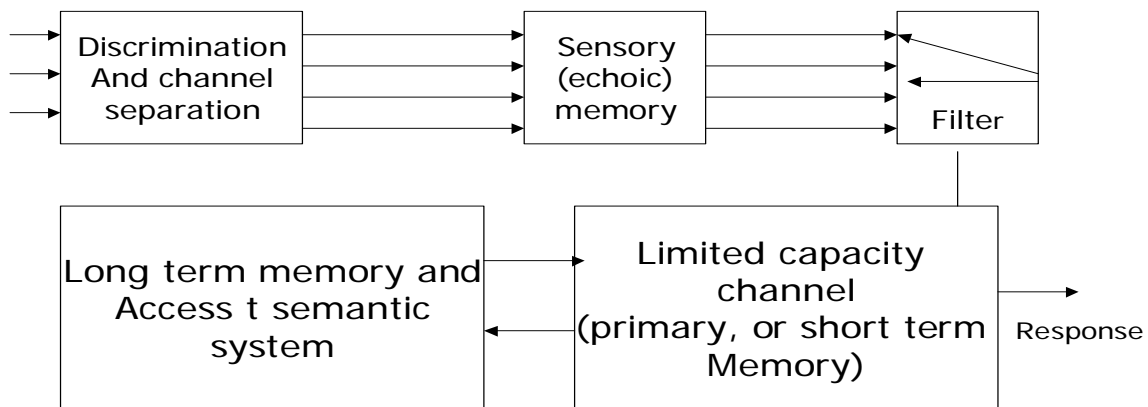 Discrimination
And channel
separation
Sensory
(echoic)
memory
Filter
Long term memory and
Access t semantic
system
Limited capacity
channel
(primary, or short term
Memory)
Response